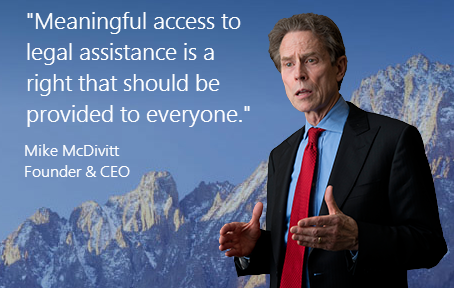 "Meaningful access to
legal assistance is a
right that should be
provided to everyone."
Mike McDivitt
Founder & CEO